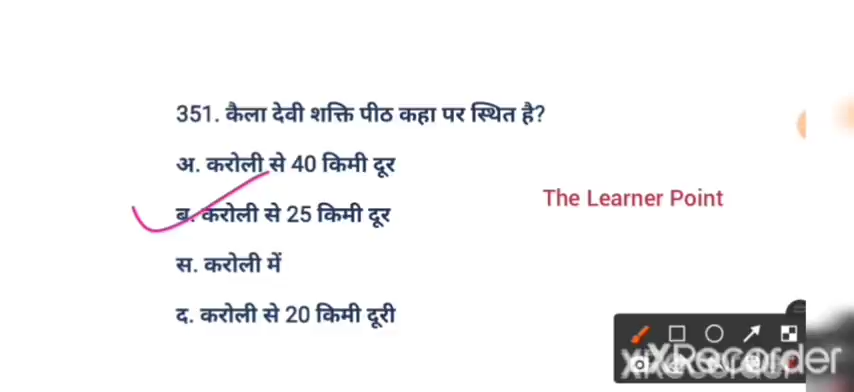 351. कैला देवी शक्ति पीठ कहा पर स्थित है?
अ. करोली से 40 किमी दूर
ब. करोली से 25 किमी दूर
The Learner Point
स. करोली में
द. करोली से 20 किमी दूरी
XRecorder